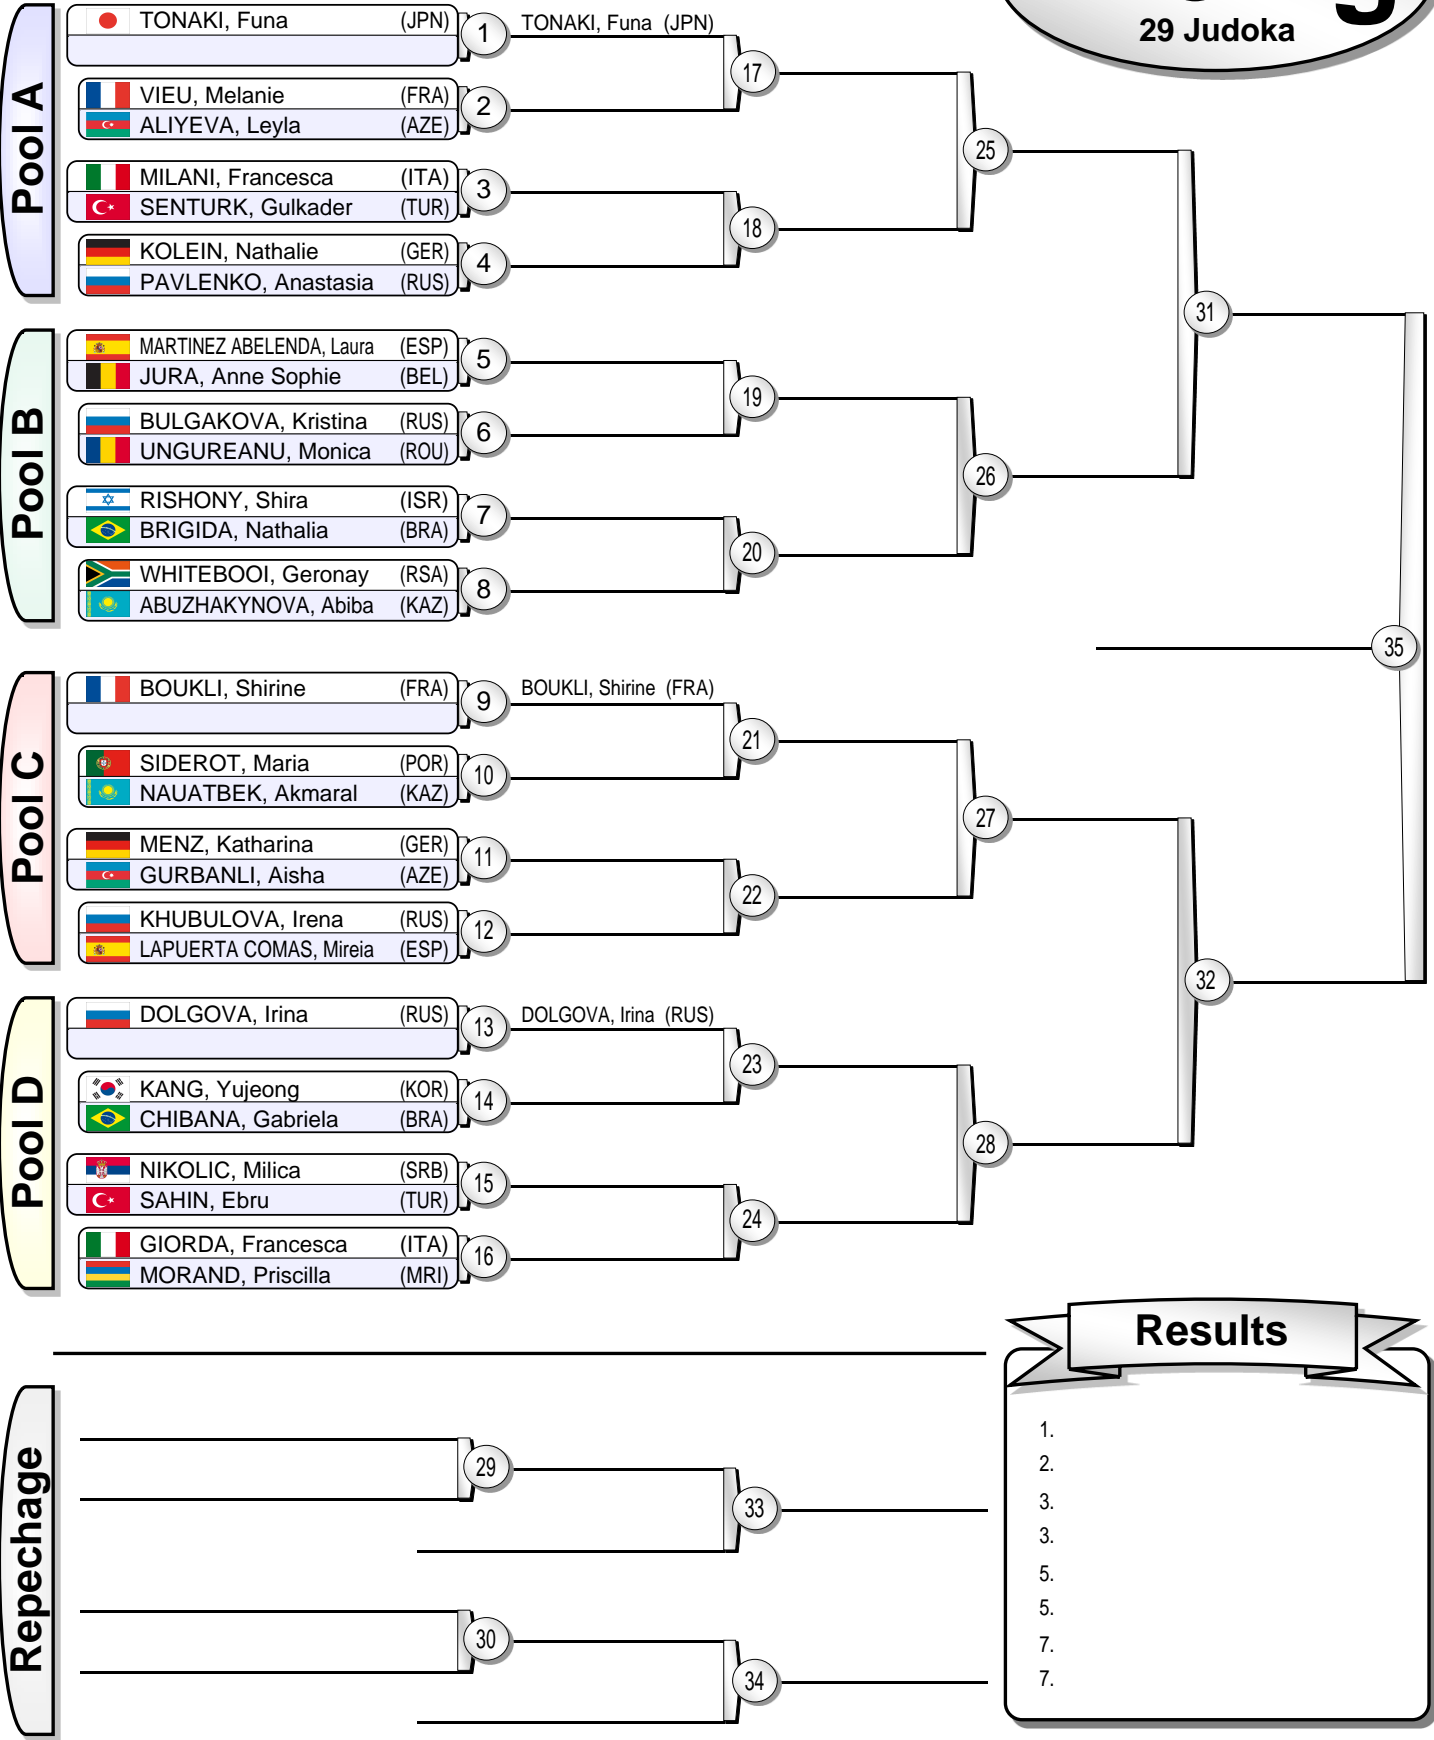 29 Judoka
Pool A
TONAKI, Funa (JPN) 1 TONAKI, Funa (JPN)
VIEU, Melanie (FRA) 2
ALIYEVA, Leyla (AZE)
17
MILANI, Francesca (ITA) 3
SENTURK, Gulkader (TUR)
KOLEIN, Nathalie (GER) 4
PAVLENKO, Anastasia (RUS)
18
25
Pool B
MARTINEZ ABELENDA, Laura (ESP) 5
JURA, Anne Sophie (BEL)
BULGAKOVA, Kristina (RUS) 6
UNGUREANU, Monica (ROU)
19
RISHONY, Shira (ISR) 7
BRIGIDA, Nathalia (BRA)
WHITEBOOI, Geronay (RSA) 8
ABUZHAKYNOVA, Abiba (KAZ)
20
26
31
35
Pool C
BOUKLI, Shirine (FRA) 9 BOUKLI, Shirine (FRA)
SIDEROT, Maria (POR) 10
NAUATBEK, Akmaral (KAZ)
21
MENZ, Katharina (GER) 11
GURBANLI, Aisha (AZE)
KHUBULOVA, Irena (RUS) 12
LAPUERTA COMAS, Mireia (ESP)
22
27
Pool D
DOLGOVA, Irina (RUS) 13 DOLGOVA, Irina (RUS)
KANG, Yujeong (KOR) 14
CHIBANA, Gabriela (BRA)
23
NIKOLIC, Milica (SRB) 15
SAHIN, Ebru (TUR)
GIORDA, Francesca (ITA) 16
MORAND, Priscilla (MRI)
24
28
32
Repechage
29
33
30
34
Results
1.
2.
3.
3.
5.
5.
7.
7.